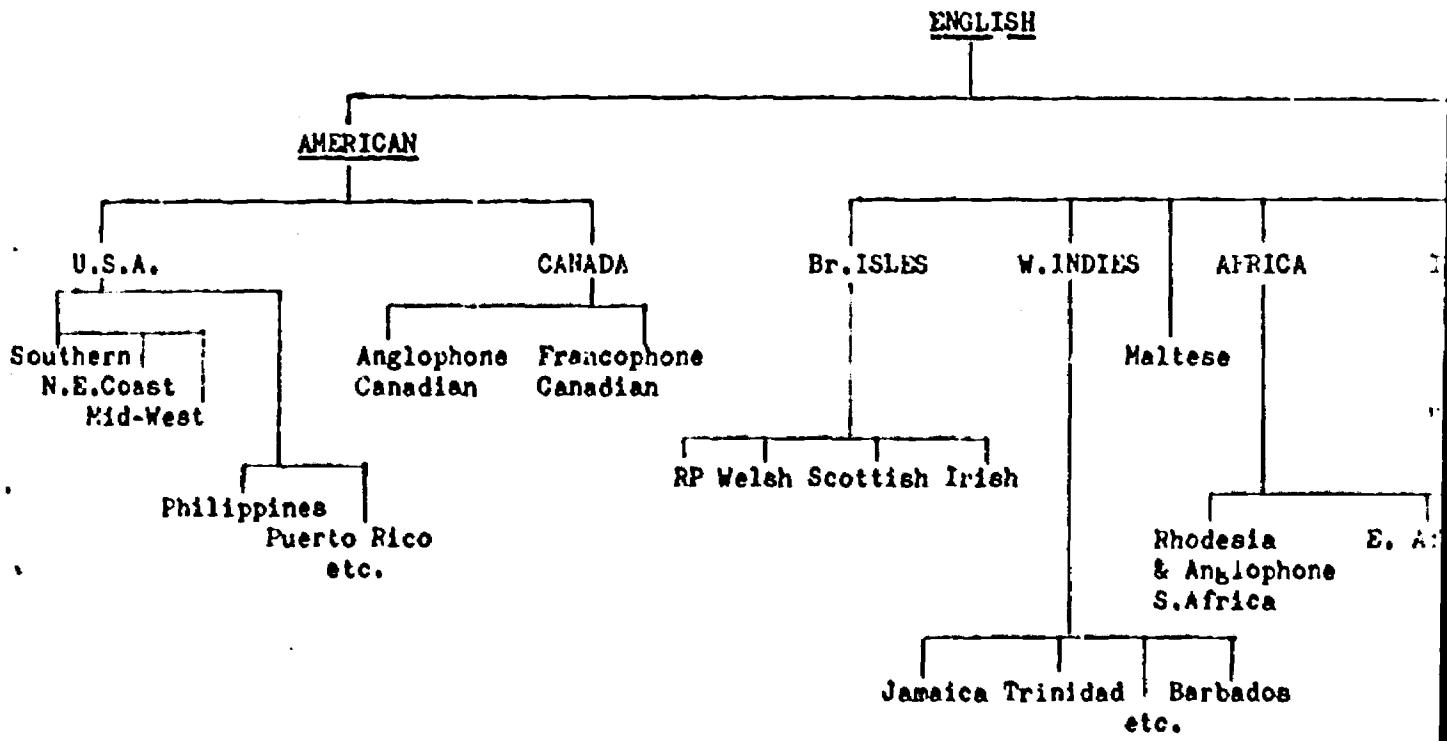 ENGLISH
AMERICAN
U.S.A. CANADA Br.ISLES W.INDIES AFRICA
Southern Anglophone Francophone Maltese
N.E.Coast Canadian Canadian
Mid-West
RP Welsh Scottish Irish
Philippines
Puerto Rico Rhodesia E.
etc. & Anglophone
S.Africa
Jamaica Trinidad Barbados
etc.